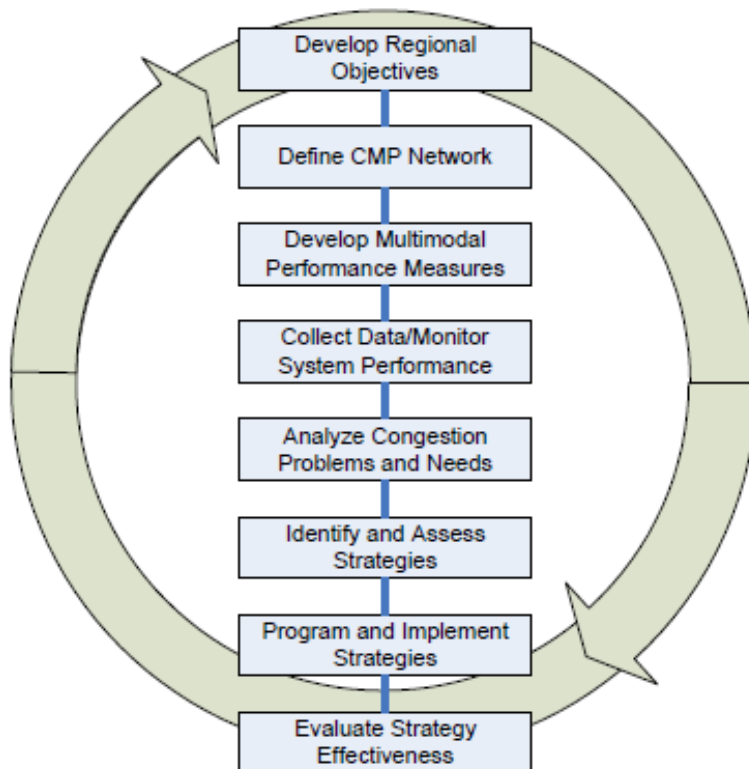 Develop Regional
Objectives
Define CMP Network
Develop Multimodal
Performance Measures
Collect Data/Monitor
System Performance
Analyze Congestion
Problems and Needs
Identify and Assess
Strategies
Program and Implement
Strategies
Evaluate Strategy
Effectiveness